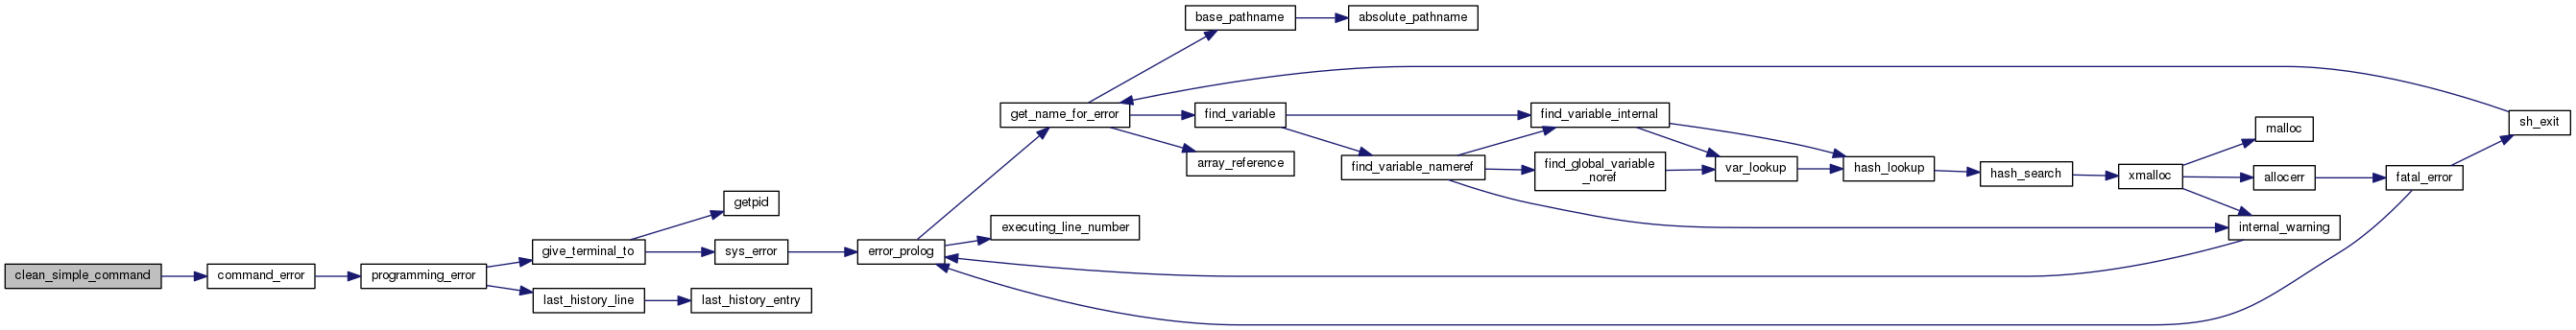 base_pathname
absolute_pathname
get_name_for_error
find_variable
find_variable_internal
sh_exit
malloc
array_reference
find_variable_nameref
find_global_variable
_noref
var_lookup
hash_lookup
hash_search
xmalloc
allocerr
fatal_error
getpid
executing_line_number
internal_warning
give_terminal_to
sys_error
error_prolog
clean_simple_command
command_error
programming_error
last_history_line
last_history_entry